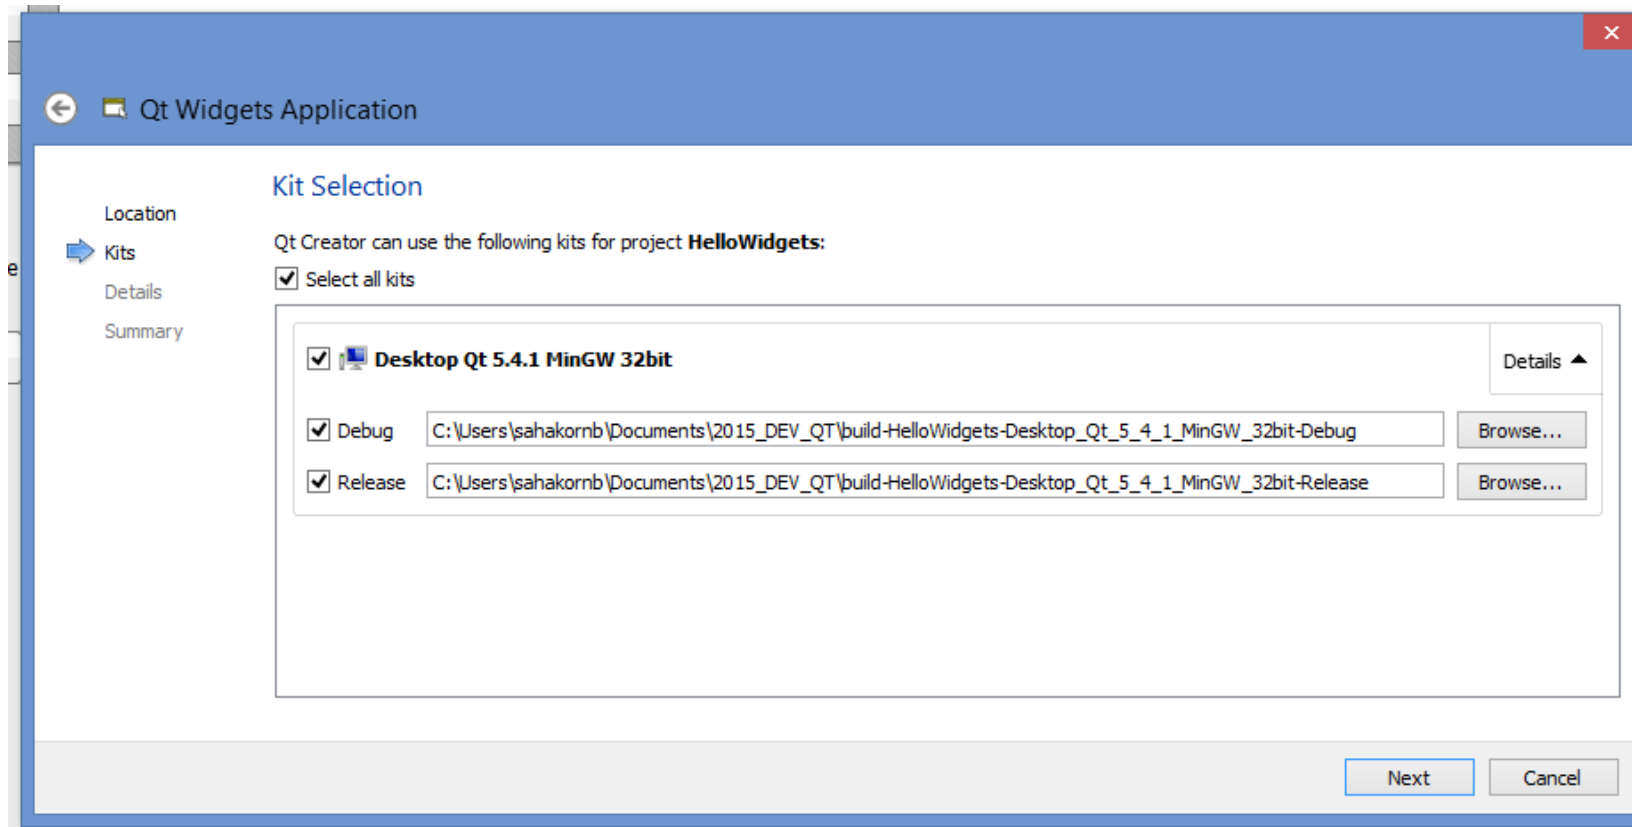 Qt Widgets Application
Kit Selection
Location
Kits
Details
Summary
Qt Creator can use the following kits for project HelloWidgets:
Select all kits
Desktop Qt 5.4.1 MinGW 32bit
Details
Debug C:\Users\sahakornb\Documents\2015_DEV_QT\build-HelloWidgets-Desktop_Qt_5_4_1_MinGW_32bit-Debug Browse...
Release C:\Users\sahakornb\Documents\2015_DEV_QT\build-HelloWidgets-Desktop_Qt_5_4_1_MinGW_32bit-Release Browse...
e
Next Cancel